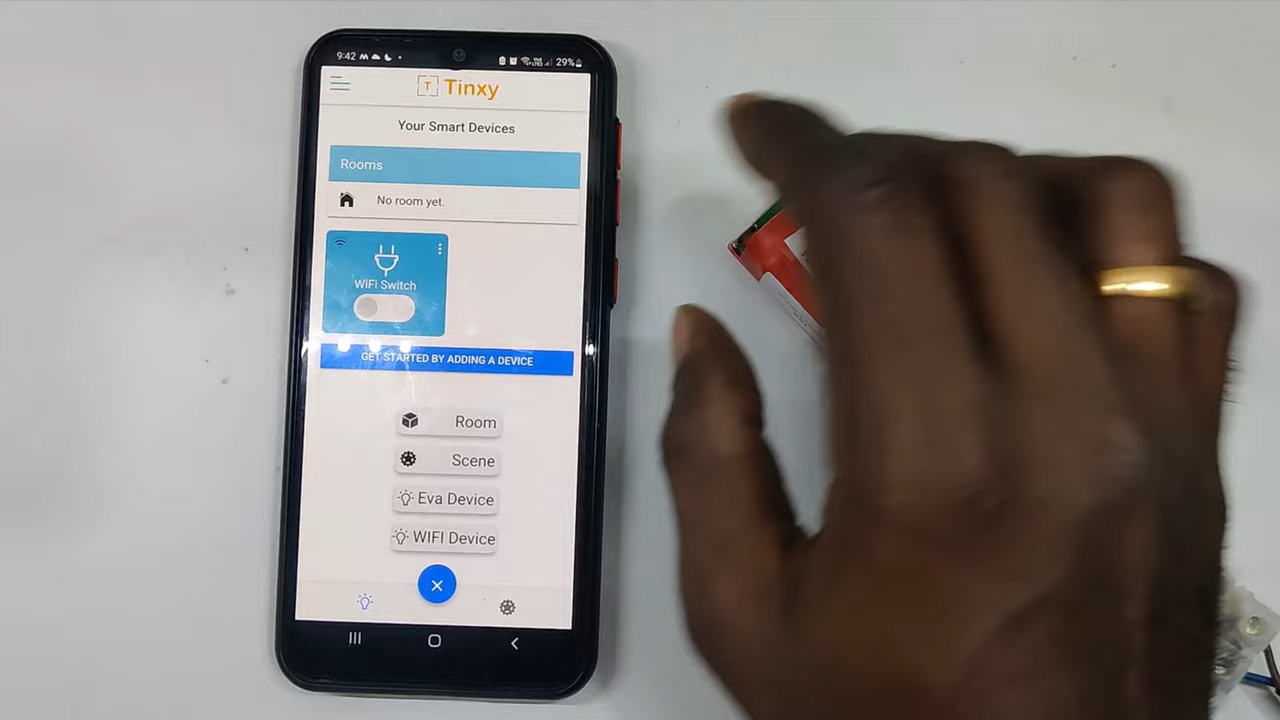 9:42
29%
T Tinxy
Your Smart Devices
Rooms
No room yet.
WiFi Switch
GET STARTED BY ADDING A DEVICE
Room
Scene
Eva Device
WIFI Device